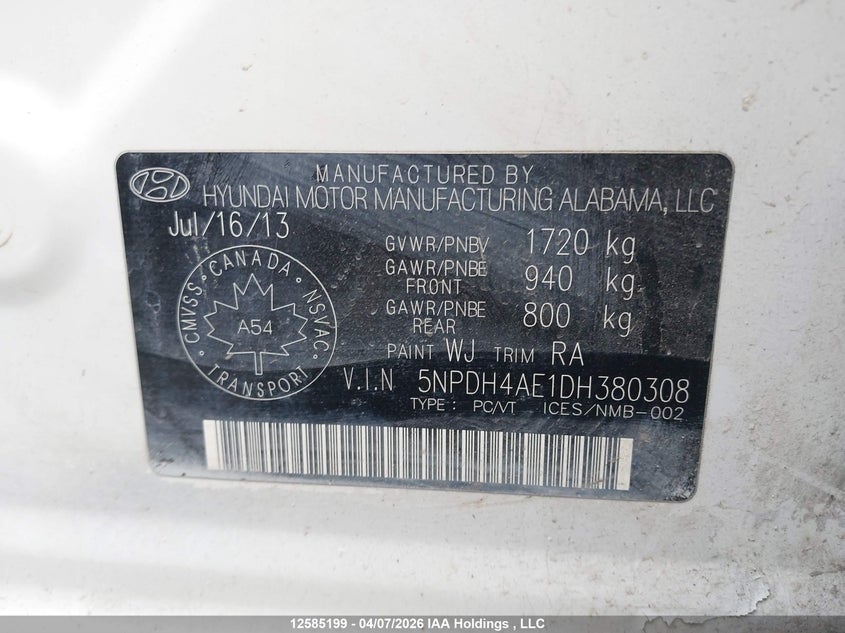 MANUFACTURED BY
HYUNDAI MOTOR MANUFACTURING ALABAMA, LLC
Jul/16/13
GVWR/PNBV 1720 kg
GAWR/PNBE FRONT 940 kg
GAWR/PNBE REAR 800 kg
CANADA
CMVSS NSVAC
A54
TRANSPORT
PAINT WJ TRIM RA
V.I.N 5NPDH4AE1DH380308
TYPE: PC/VT ICES/NMB-002
12585199 - 04/07/2026 IAA Holdings , LLC